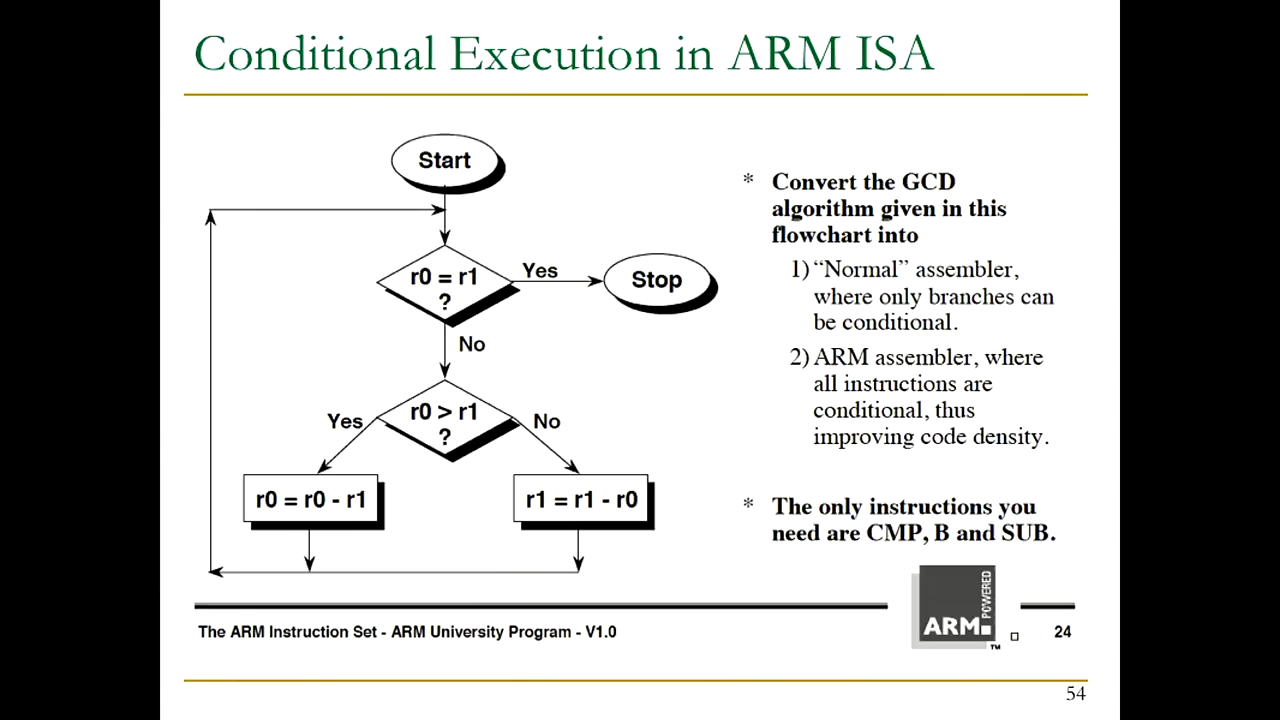 Conditional Execution in ARM ISA
Start
r0 = r1
?
Yes
Stop
No
r0 > r1
?
Yes
No
r0 = r0 - r1
r1 = r1 - r0
* Convert the GCD
algorithm given in this
flowchart into
1) “Normal” assembler,
where only branches can
be conditional.
2) ARM assembler, where
all instructions are
conditional, thus
improving code density.
* The only instructions you
need are CMP, B and SUB.
The ARM Instruction Set - ARM University Program - V1.0
ARM POWERED
TM
24
54